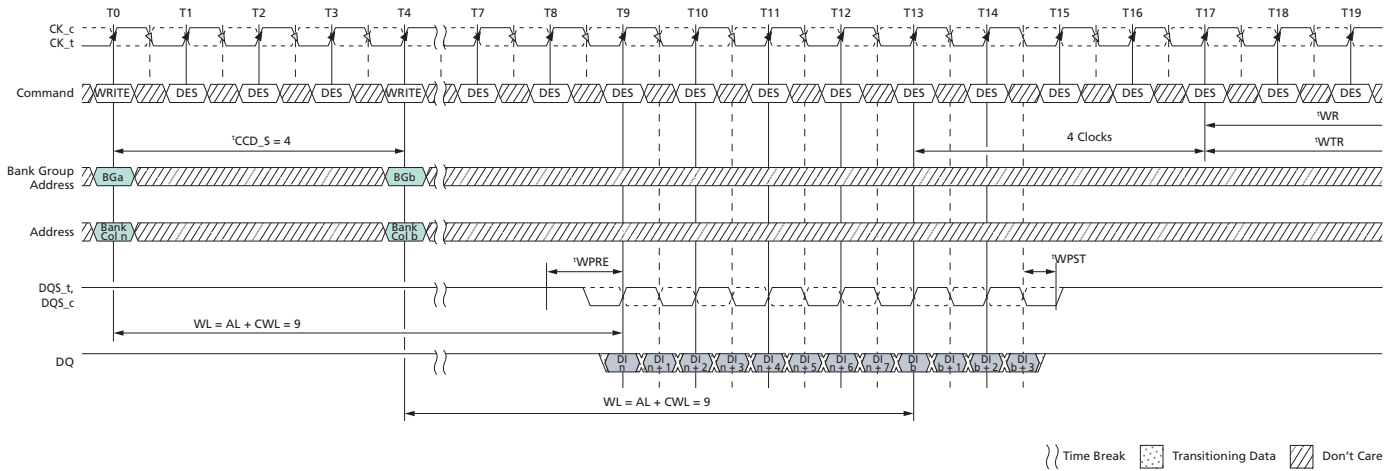 T0 T1 T2 T3 T4 T7 T8 T9 T10 T11 T12 T13 T14 T15 T16 T17 T18 T19
CK_c
CK_t
Command WRITE DES DES DES WRITE DES DES DES DES DES DES DES DES DES DES DES DES DES
tWR
tCCD_S = 4
4 Clocks
tWTR
Bank Group
Address
BGa BGb
Address
Bank
Col n
Bank
Col b
tWPRE tWPST
DQS_t,
DQS_c
WL = AL + CWL = 9
DQ
DI
n
DI
n + 1
DI
n + 2
DI
n + 3
DI
n + 4
DI
n + 5
DI
n + 6
DI
n + 7
DI
b
DI
b + 1
DI
b + 2
DI
b + 3
WL = AL + CWL = 9
Time Break Transitioning Data Don't Care